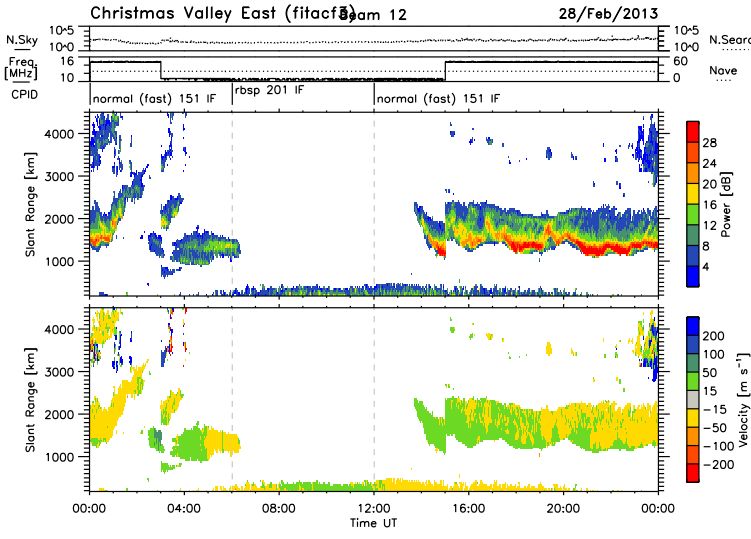 Christmas Valley East (fitacf3) Beam 12 28/Feb/2013
N.Sky 10^5 10^0 10^5 10^0 N.Sear
Freq. [MHz] 16 10 60 0 Nave
CPID normal (fast) 151 IF rbsp 201 IF normal (fast) 151 IF
Slant Range [km] 4000 3000 2000 1000
28 24 20 16 12 8 4 Power [dB]
Slant Range [km] 4000 3000 2000 1000
200 100 50 15 -15 -50 -100 -200 Velocity [m s⁻¹]
00:00 04:00 08:00 12:00 16:00 20:00 00:00
Time UT